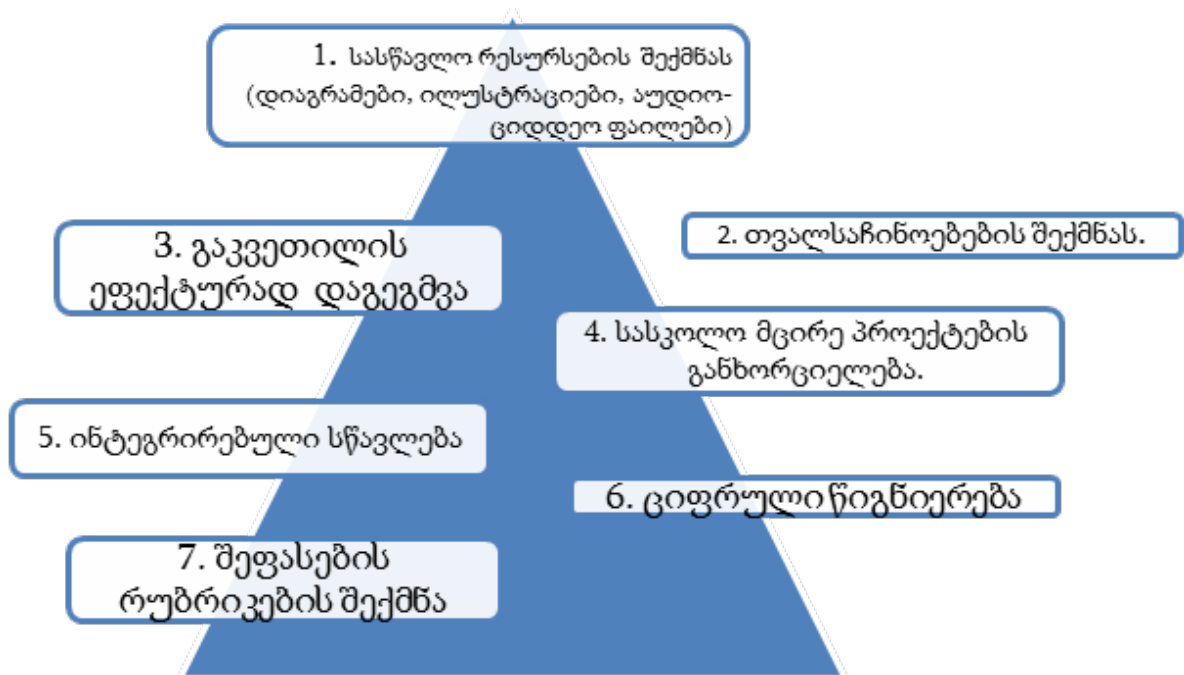 1. სასწავლო რესურსების შექმნას
(დიაგრამები, ილუსტრაციები, აუდიო-
ციდდეო ფაილები)
2. თვალსაჩინოებების შექმნას.
3. გაკვეთილის
ეფექტურად დაგეგმვა
4. სასკოლო მცირე პროექტების
განხორციელება.
5. ინტეგრირებული სწავლება
6. ციფრული წიგნიერება
7. შეფასების
რუბრიკების შექმნა